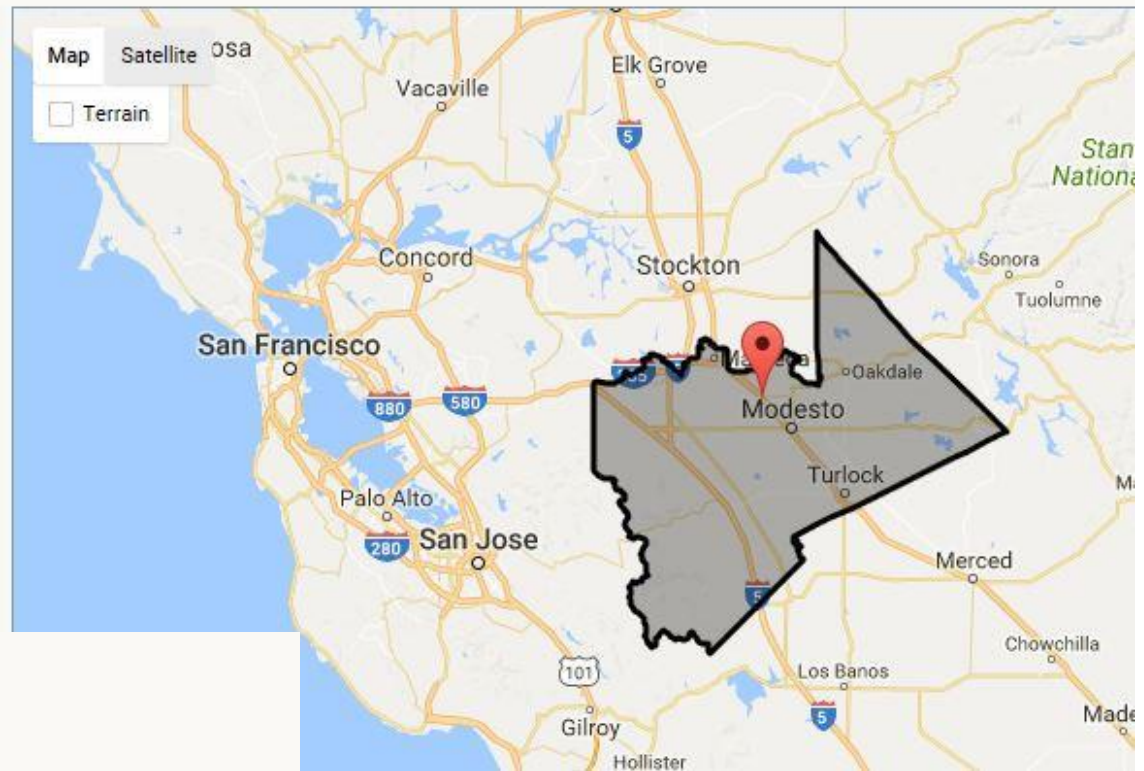 Map Satellite osa
Terrain
Vacaville
Elk Grove
5
Stan
Nationa
Concord
Stockton
Sonora
Tuolumne
San Francisco
Oakdale
880
580
Modesto
Palo Alto
Turlock
Ma
280
San Jose
Merced
5
Chowchilla
101
Los Banos
Gilroy
5
Made
Hollister